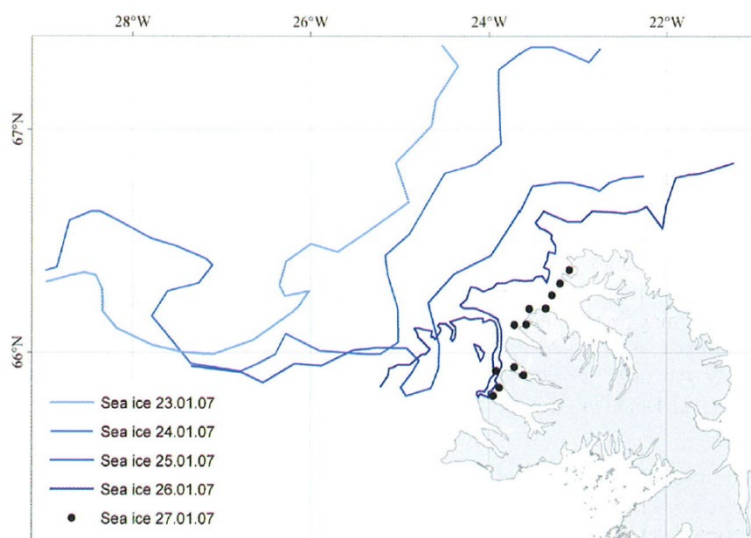 28°W 26°W 24°W 22°W
67°N
66°N
Sea ice 23.01.07
Sea ice 24.01.07
Sea ice 25.01.07
Sea ice 26.01.07
Sea ice 27.01.07